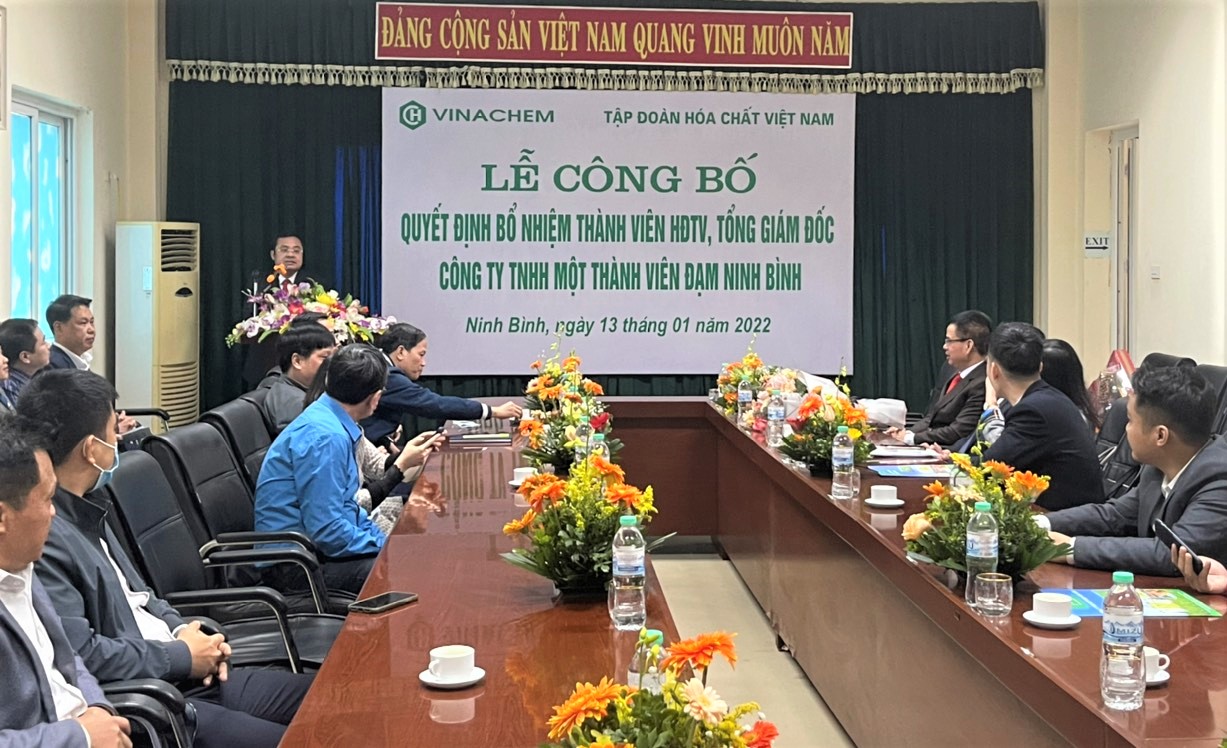 ĐẢNG CỘNG SẢN VIỆT NAM QUANG VINH MUÔN NĂM
VINACHEM TẬP ĐOÀN HÓA CHẤT VIỆT NAM
LỄ CÔNG BỐ
QUYẾT ĐỊNH BỔ NHIỆM THÀNH VIÊN HĐTV, TỔNG GIÁM ĐỐC
CÔNG TY TNHH MỘT THÀNH VIÊN ĐẠM NINH BÌNH
Ninh Bình, ngày 13 tháng 01 năm 2022
EXIT
MIZU